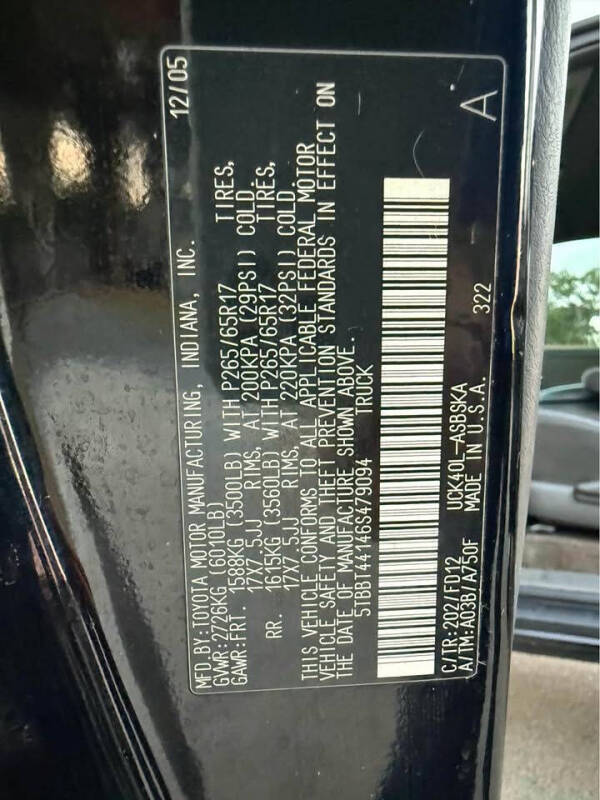 MFD.BY:TOYOTA MOTOR MANUFACTURING, INDIANA, INC. 12/05
GVWR:2726KG (6010LB)
GAWR:FRT. 1588KG (3500LB) WITH P265/65R17 TIRES,
17X7.5JJ RIMS, AT 200KPA (29PSI) COLD.
RR. 1615KG (3560LB) WITH P265/65R17 TIRES,
17X7.5JJ RIMS, AT 220KPA (32PSI) COLD.
THIS VEHICLE CONFORMS TO ALL APPLICABLE FEDERAL MOTOR
VEHICLE SAFETY AND THEFT PREVENTION STANDARDS IN EFFECT ON
THE DATE OF MANUFACTURE SHOWN ABOVE.
5TBBT44146S479094 TRUCK
C/TR:202/FD12 UCK40L-ASBSKA 322
A/TM:A03B/A750F MADE IN U.S.A. A